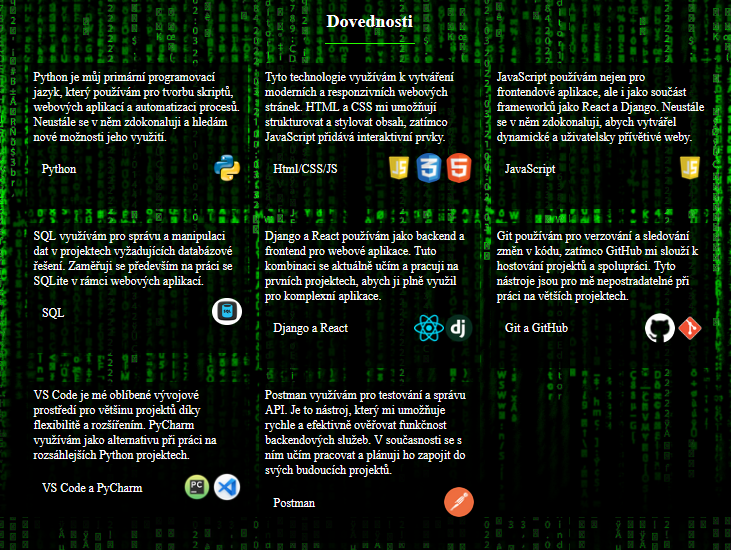 Dovednosti
Python je můj primární programovací
jazyk, který používám pro tvorbu skriptů,
webových aplikací a automatizaci procesů.
Neustále se v něm zdokonaluji a hledám
nové možnosti jeho využití.
Python
Tyto technologie využívám k vytváření
moderních a responzivních webových
stránek. HTML a CSS mi umožňují
strukturovat a stylovat obsah, zatímco
JavaScript přidává interaktivní prvky.
Html/CSS/JS
JavaScript používám nejen pro
frontendové aplikace, ale i jako součást
frameworků jako React a Django. Neustále
se v něm zdokonaluji, abych vytvářel
dynamické a uživatelsky přívětivé weby.
JavaScript
SQL využívám pro správu a manipulaci
dat v projektech vyžadujících databázové
řešení. Zaměřuji se především na práci se
SQLite v rámci webových aplikací.
SQL
Django a React používám jako backend a
frontend pro webové aplikace. Tuto
kombinaci se aktuálně učím a pracuji na
prvních projektech, abych ji plně využil
pro komplexní aplikace.
Django a React
dj
Git používám pro verzování a sledování
změn v kódu, zatímco GitHub mi slouží k
hostování projektů a spolupráci. Tyto
nástroje jsou pro mě nepostradatelné při
práci na větších projektech.
Git a GitHub
VS Code je mé oblíbené vývojové
prostředí pro většinu projektů díky
flexibilitě a rozšířením. PyCharm
využívám jako alternativu při práci na
rozsáhlejších Python projektech.
VS Code a PyCharm
PC
Postman využívám pro testování a správu
API. Je to nástroj, který mi umožňuje
rychle a efektivně ověřovat funkčnost
backendových služeb. V současnosti se s
ním učím pracovat a plánuji ho zapojit do
svých budoucích projektů.
Postman